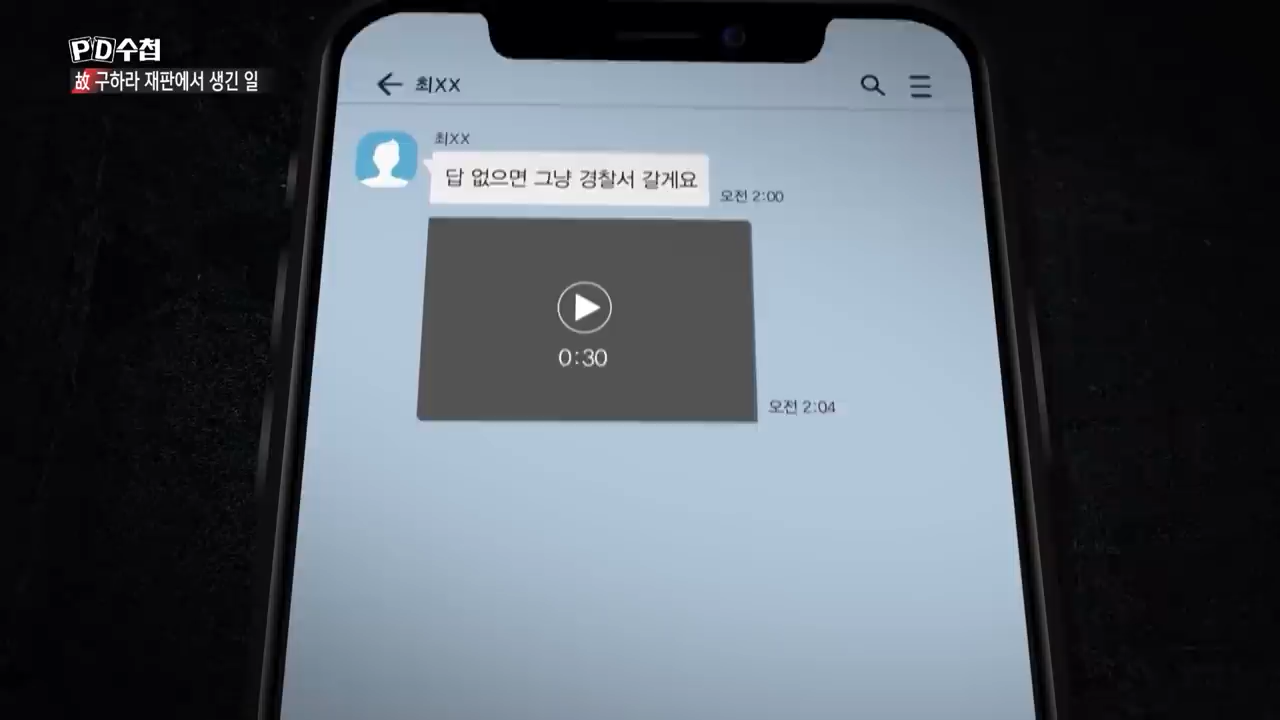 PD수첩
故 구하라 재판에서 생긴 일
최XX
최XX
답 없으면 그냥 경찰서 갈게요
오전 2:00
0:30
오전 2:04